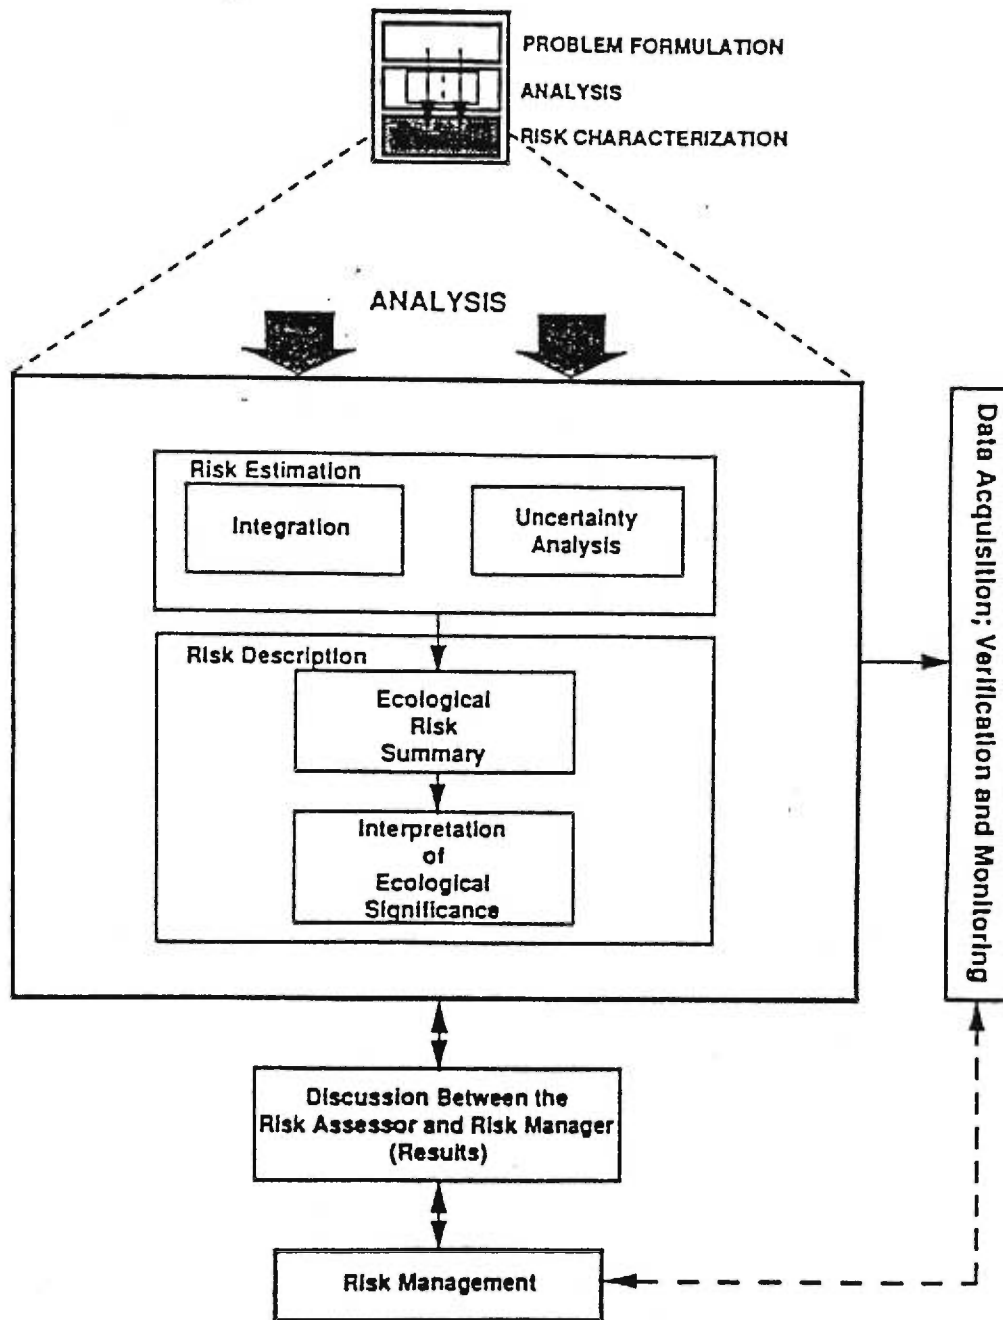 PROBLEM FORMULATION
ANALYSIS
RISK CHARACTERIZATION
ANALYSIS
Risk Estimation
Integration
Uncertainty
Analysis
Risk Description
Ecological
Risk
Summary
Interpretation
of
Ecological
Significance
Data Acquisition; Verification and Monitoring
Discussion Between the
Risk Assessor and Risk Manager
(Results)
Risk Management